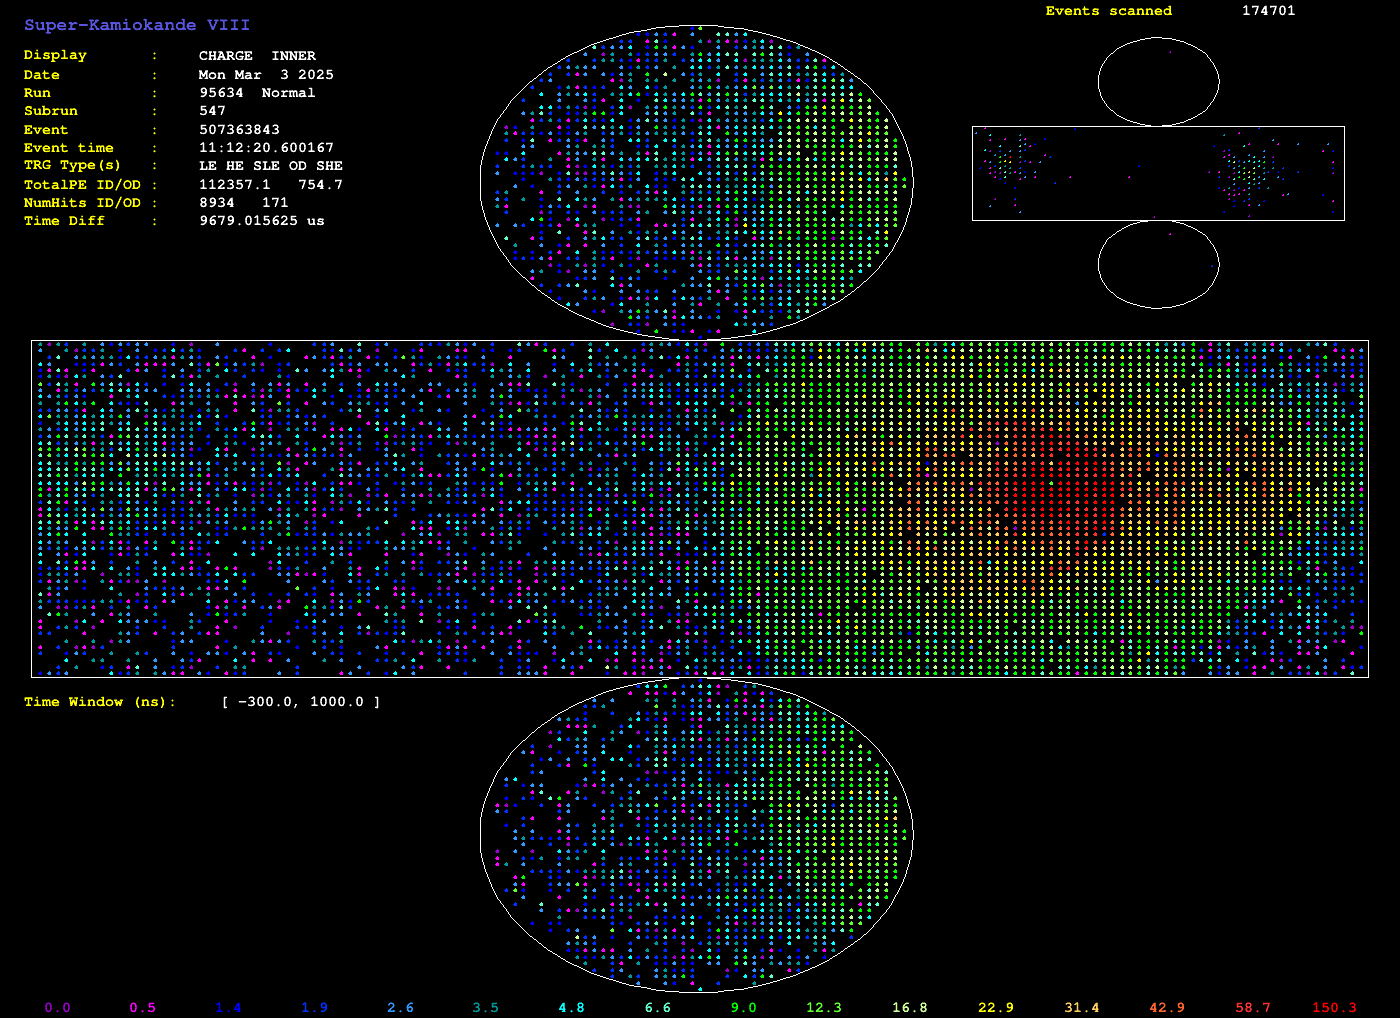 Super-Kamiokande VIII
Events scanned 174701
Display : CHARGE INNER
Date : Mon Mar 3 2025
Run : 95634 Normal
Subrun : 547
Event : 507363843
Event time : 11:12:20.600167
TRG Type(s) : LE HE SLE OD SHE
TotalPE ID/OD : 112357.1 754.7
NumHits ID/OD : 8934 171
Time Diff : 9679.015625 us
Time Window (ns): [ -300.0, 1000.0 ]
0.0 0.5 1.4 1.9 2.6 3.5 4.8 6.6 9.0 12.3 16.8 22.9 31.4 42.9 58.7 150.3